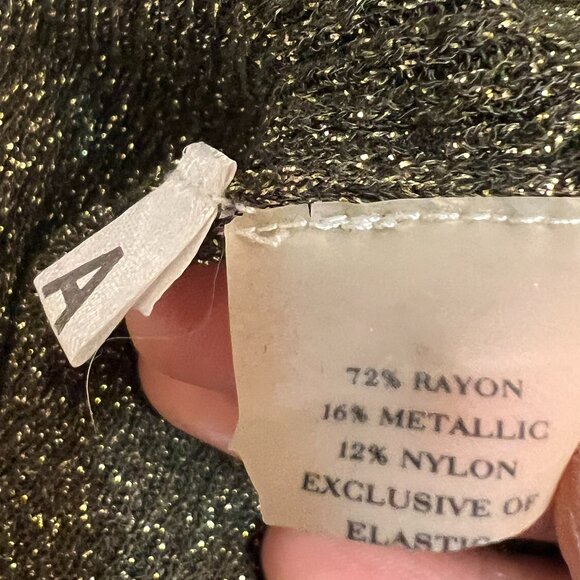 A
72% RAYON
16% METALLIC
12% NYLON
EXCLUSIVE OF